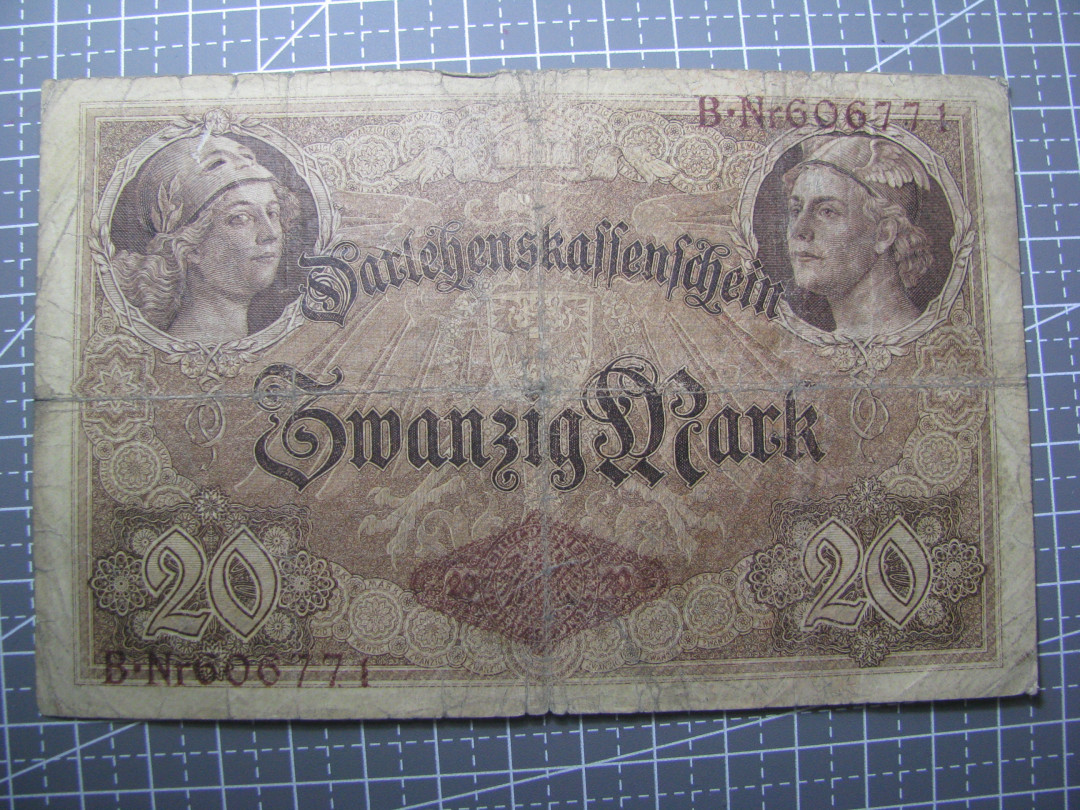 B·Nr606771
Darlehenskassenschein
Zwanzig Mark
20 20
B·Nr606771